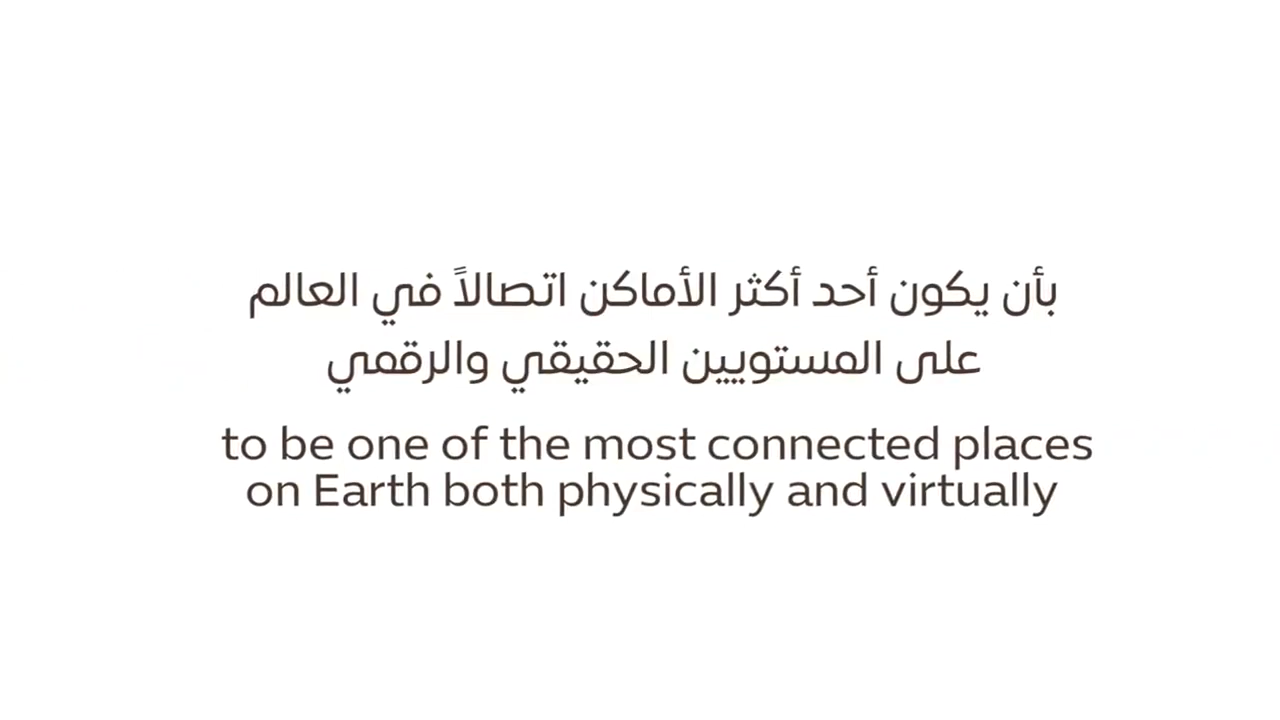 بأن يكون أحد أكثر الأماكن اتصالاً في العالم
على المستويين الحقيقي والرقمي
to be one of the most connected places
on Earth both physically and virtually